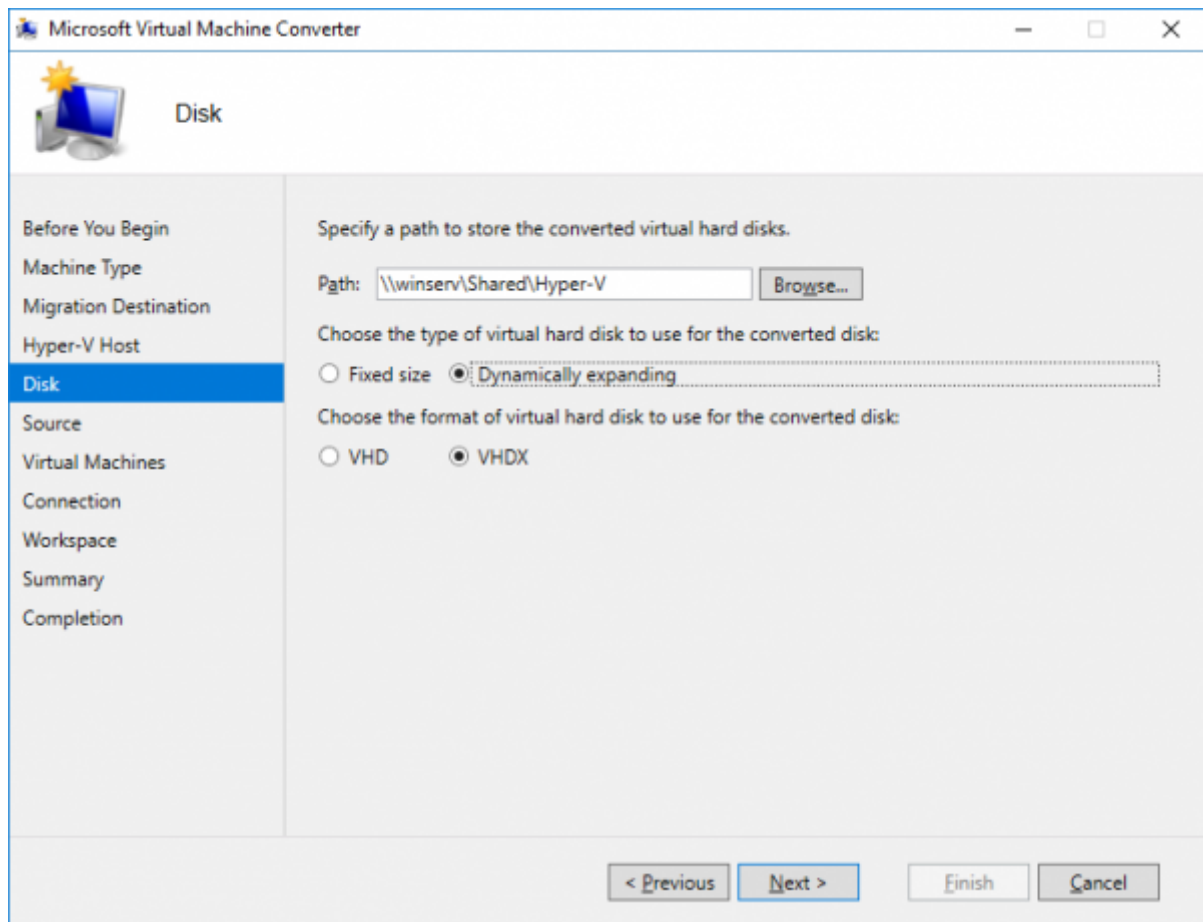 Microsoft Virtual Machine Converter
Disk
Before You Begin
Machine Type
Migration Destination
Hyper-V Host
Disk
Source
Virtual Machines
Connection
Workspace
Summary
Completion
Specify a path to store the converted virtual hard disks.
Path: \\winserv\Shared\Hyper-V Browse...
Choose the type of virtual hard disk to use for the converted disk:
Fixed size Dynamically expanding
Choose the format of virtual hard disk to use for the converted disk:
VHD VHDX
< Previous Next > Finish Cancel